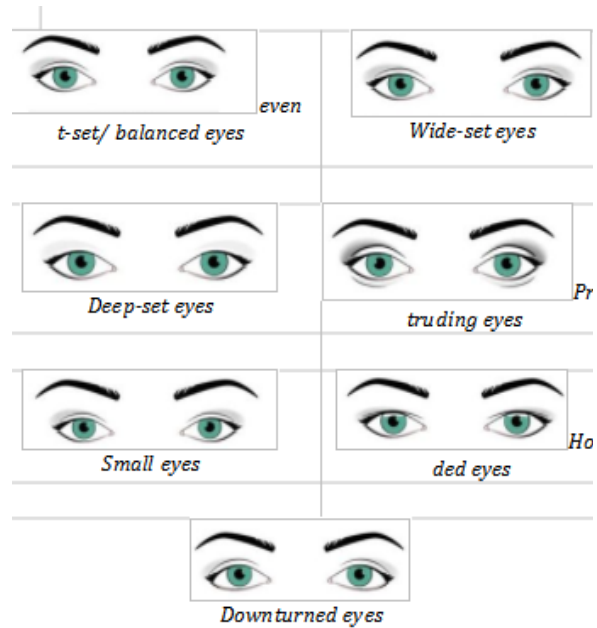 even
t-set/ balanced eyes
Wide-set eyes
Deep-set eyes
Pr
truding eyes
Small eyes
Ho
ded eyes
Downturned eyes